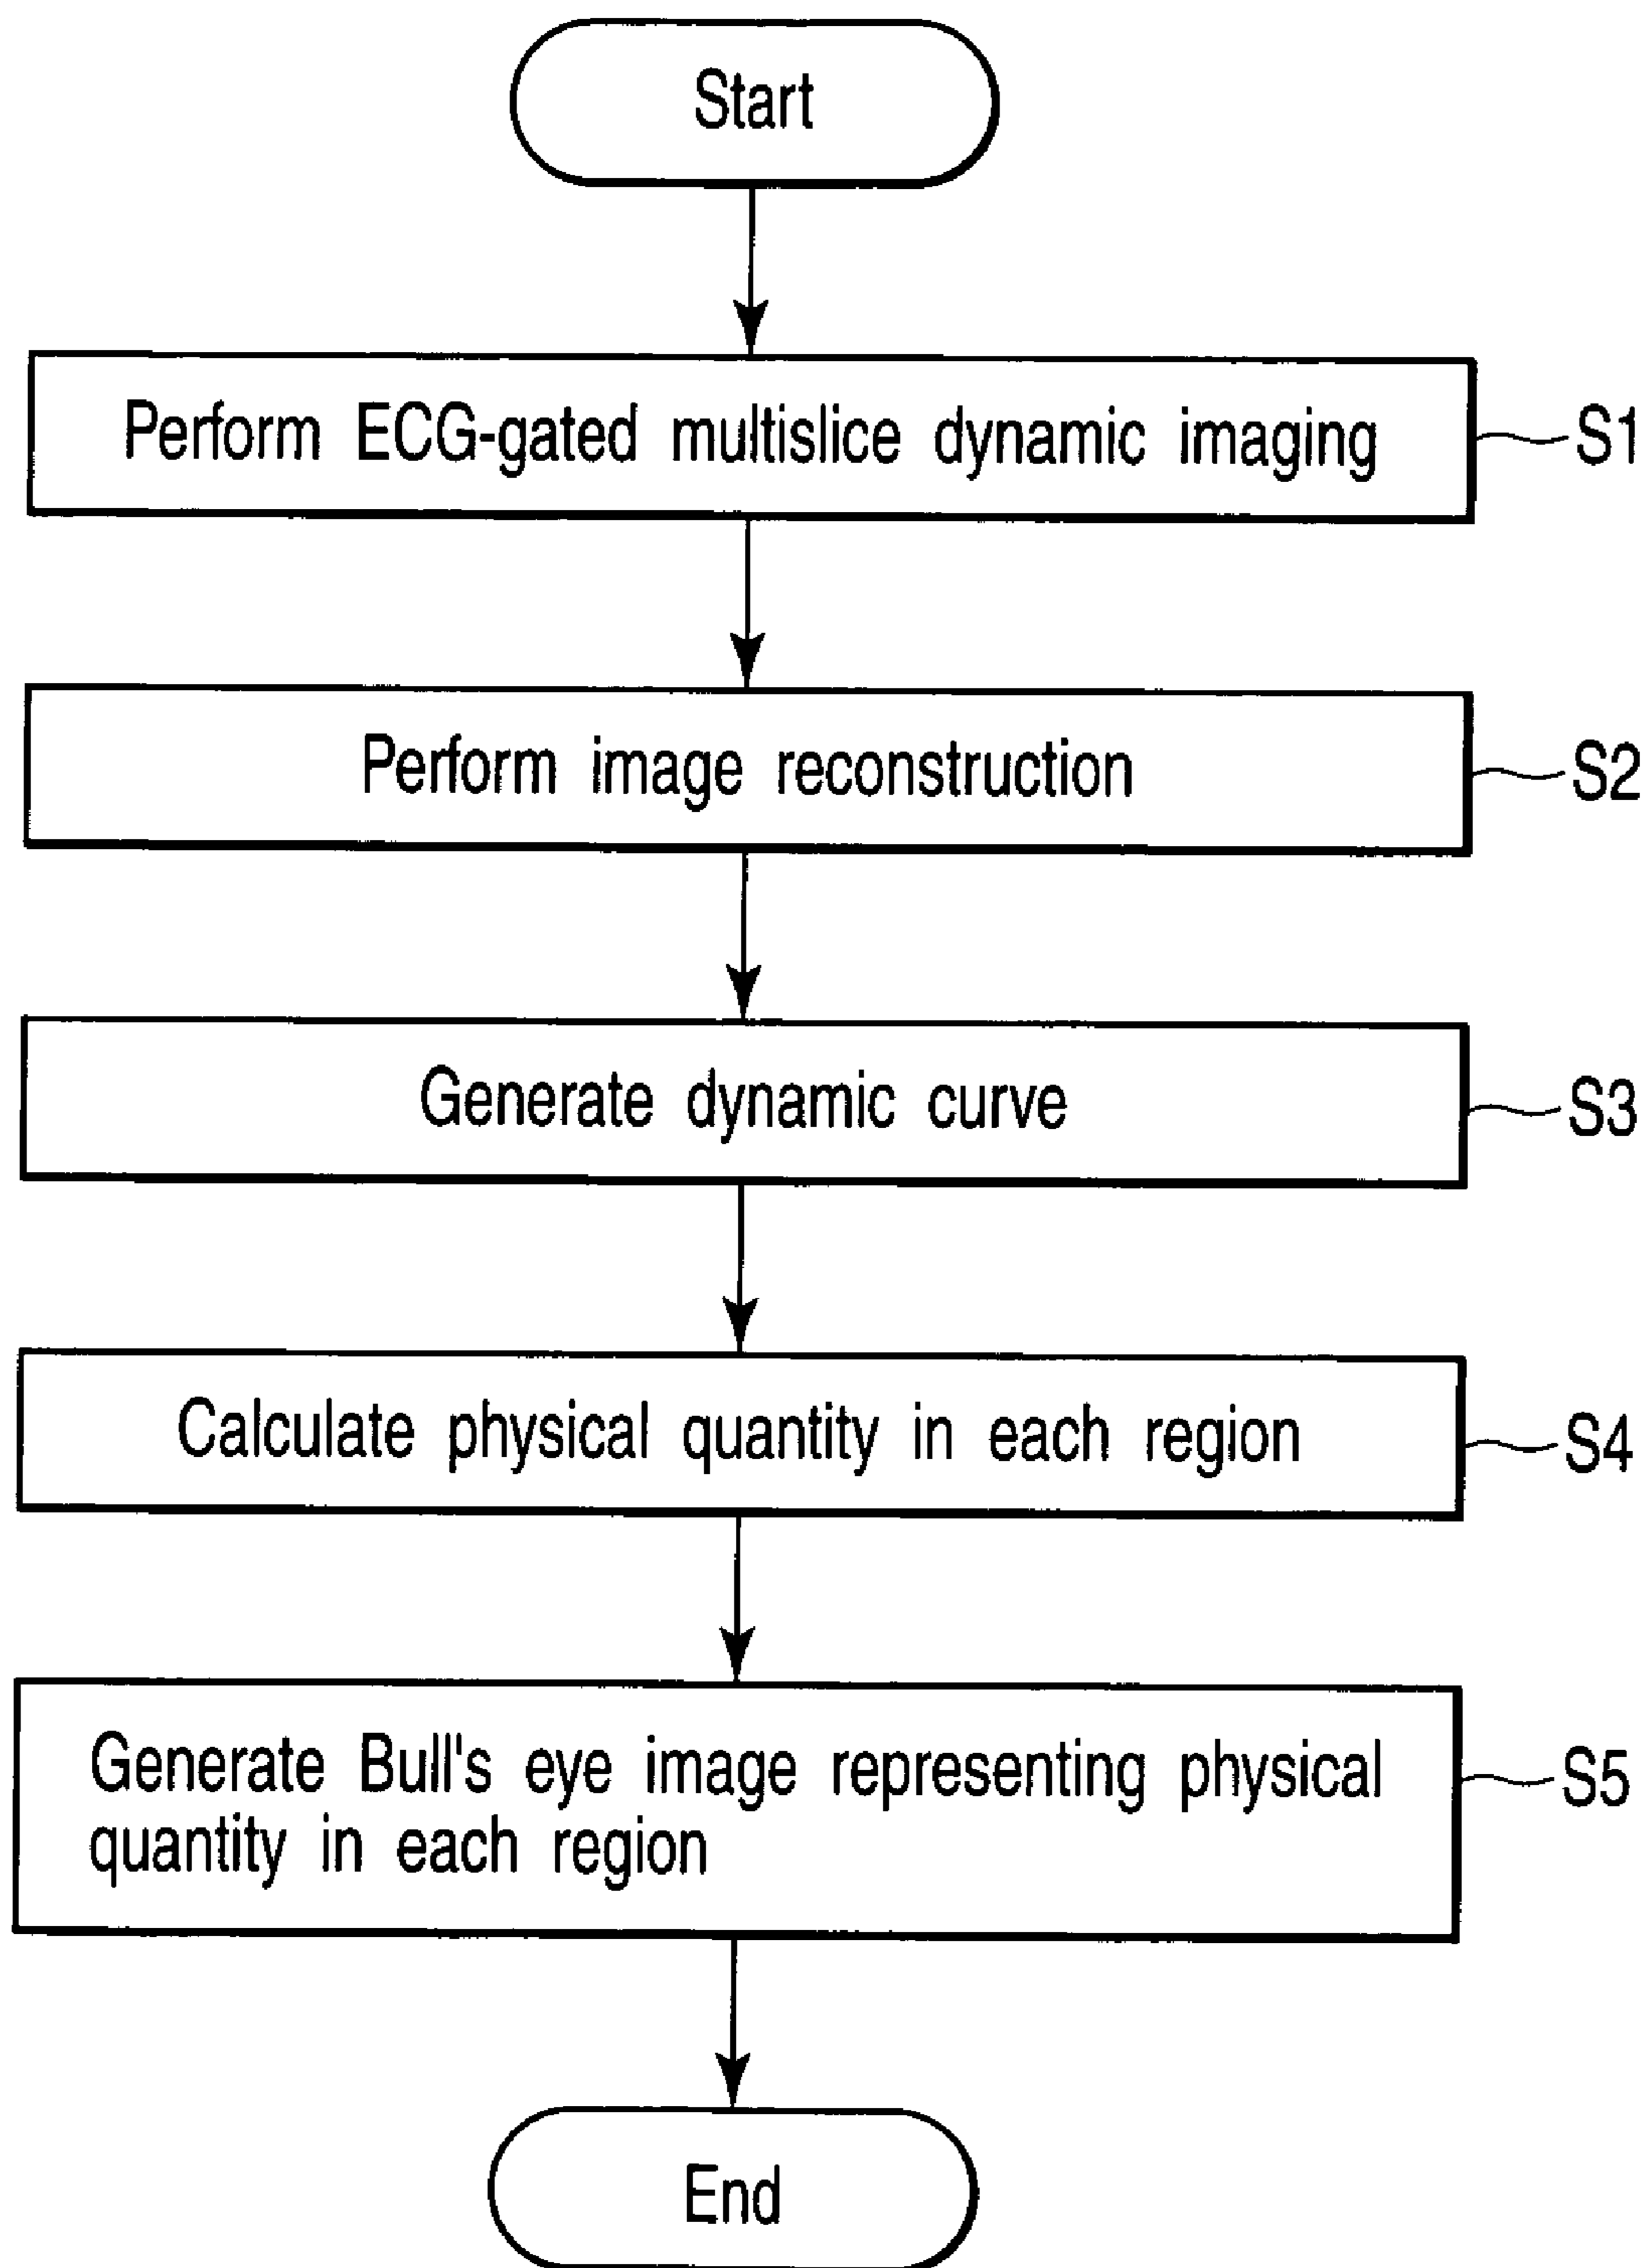 Start
Perform ECG-gated multislice dynamic imaging
S1
Perform image reconstruction
S2
Generate dynamic curve
S3
Calculate physical quantity in each region
S4
Generate Bull's eye image representing physical
quantity in each region
S5
End